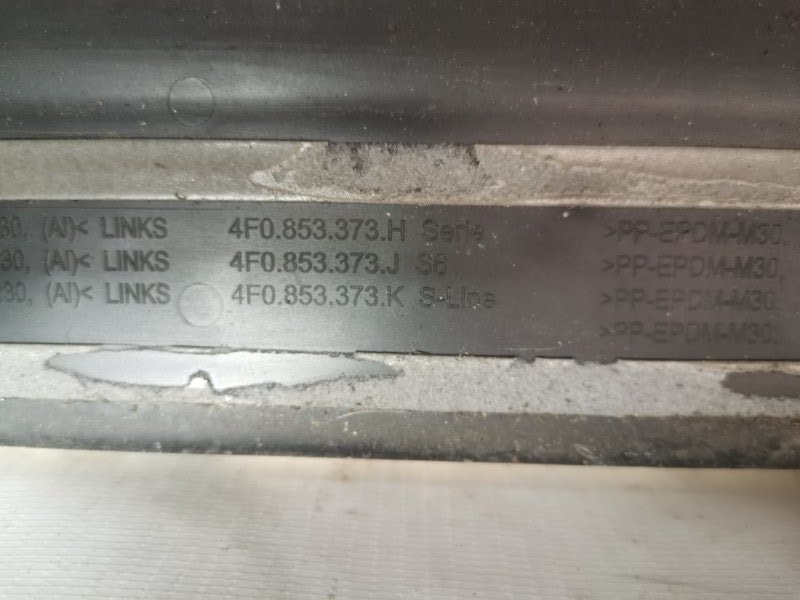 30, (Al)< LINKS 4F0.853.373.H Serie >PP-EPDM-M30,
30, (Al)< LINKS 4F0.853.373.J S6 >PP-EPDM-M30,
30, (Al)< LINKS 4F0.853.373.K S-Line >PP-EPDM-M30,
>PP-EPDM-M30,